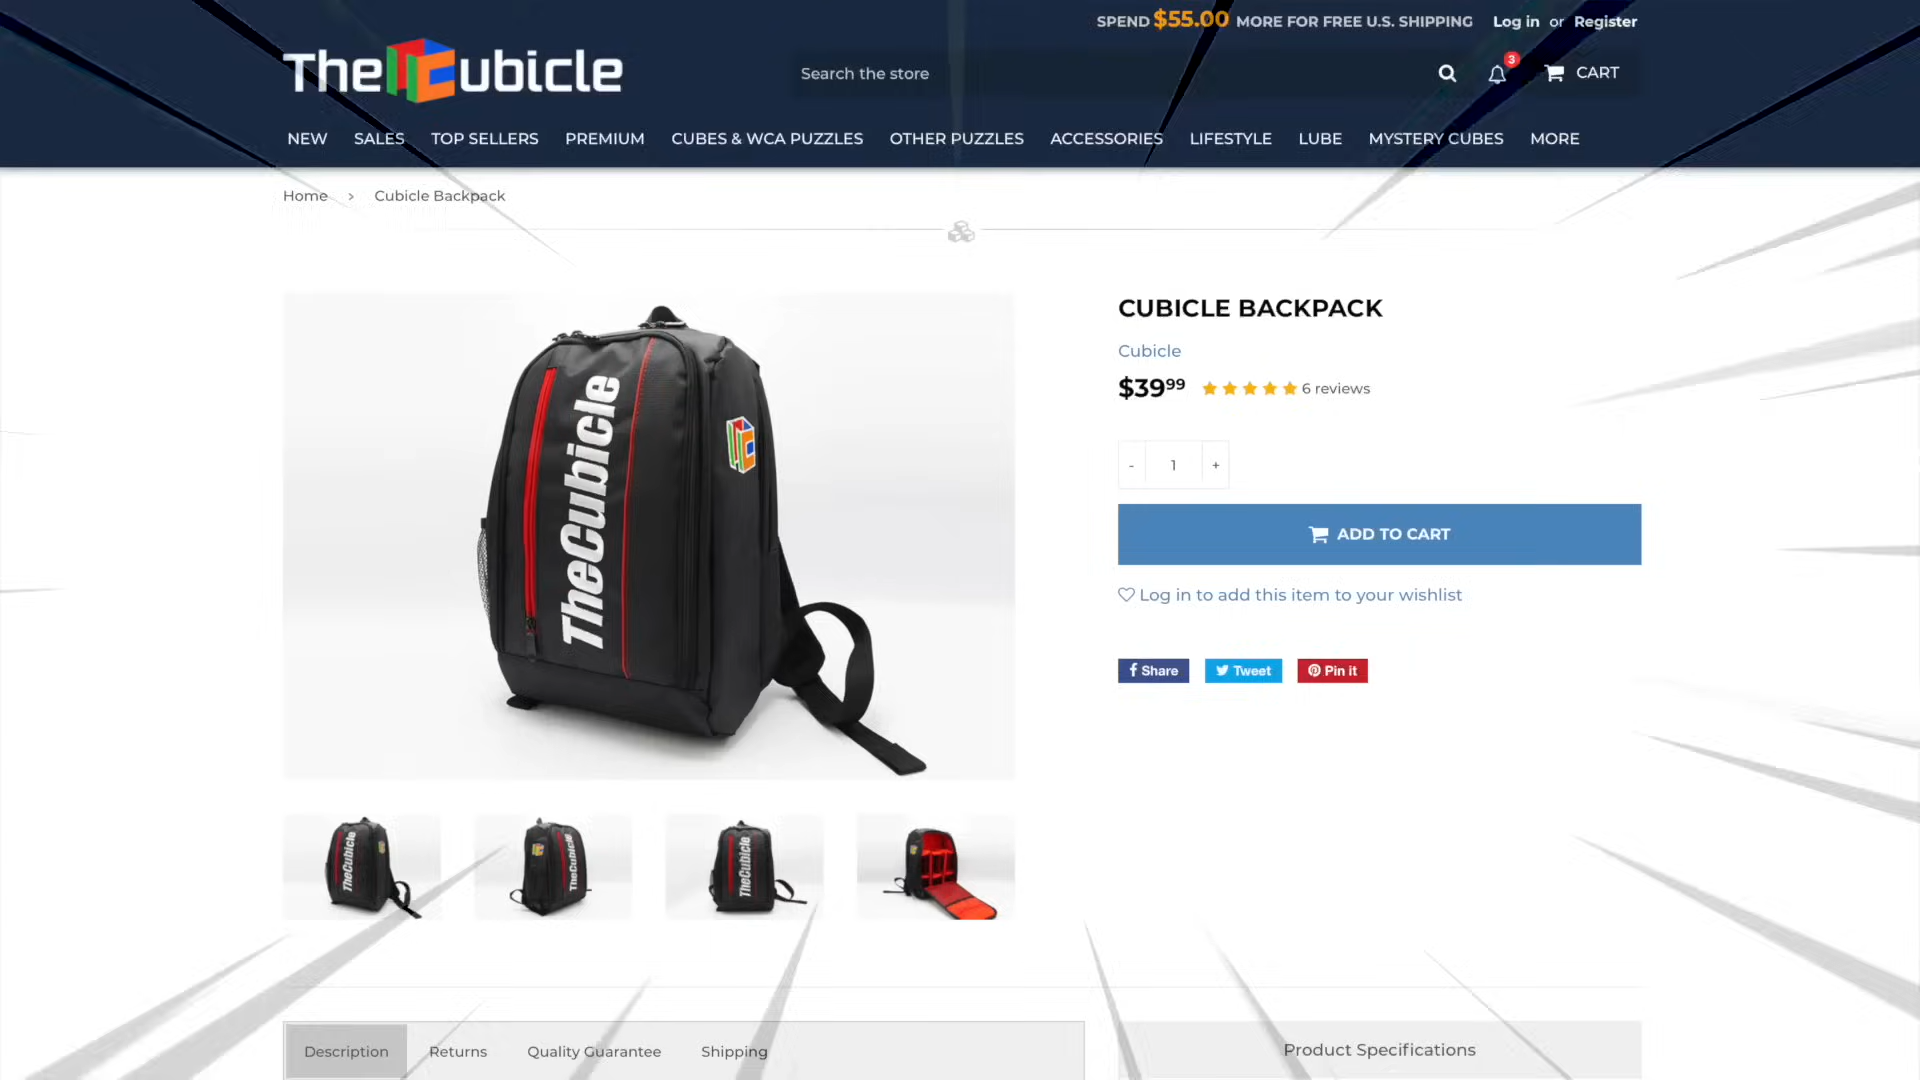 SPEND $55.00 MORE FOR FREE U.S. SHIPPING Log in or Register
TheCubicle
Search the store
3
CART
NEW SALES TOP SELLERS PREMIUM CUBES & WCA PUZZLES OTHER PUZZLES ACCESSORIES LIFESTYLE LUBE MYSTERY CUBES MORE
Home > Cubicle Backpack
TheCubicle
CUBICLE BACKPACK
Cubicle
$39.99 6 reviews
- 1 +
ADD TO CART
Log in to add this item to your wishlist
Share Tweet Pin it
TheCubicle
TheCubicle
TheCubicle
Description Returns Quality Guarantee Shipping
Product Specifications